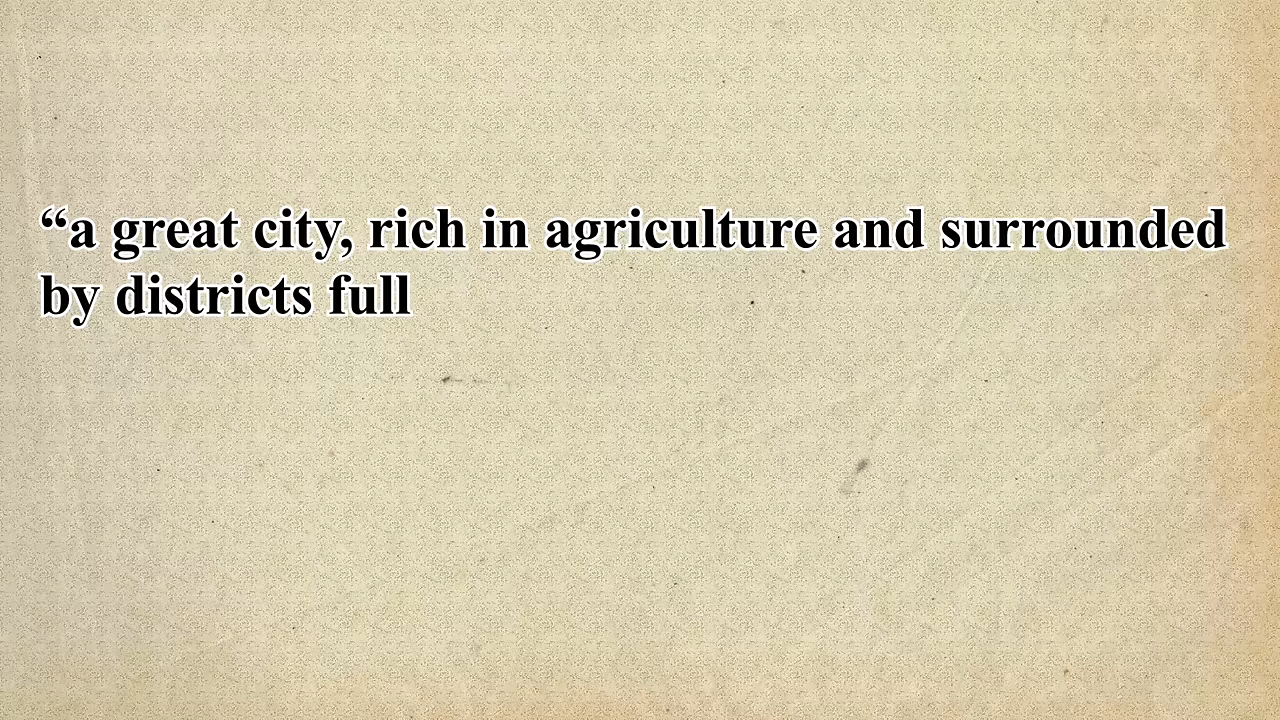 “a great city, rich in agriculture and surrounded
by districts full